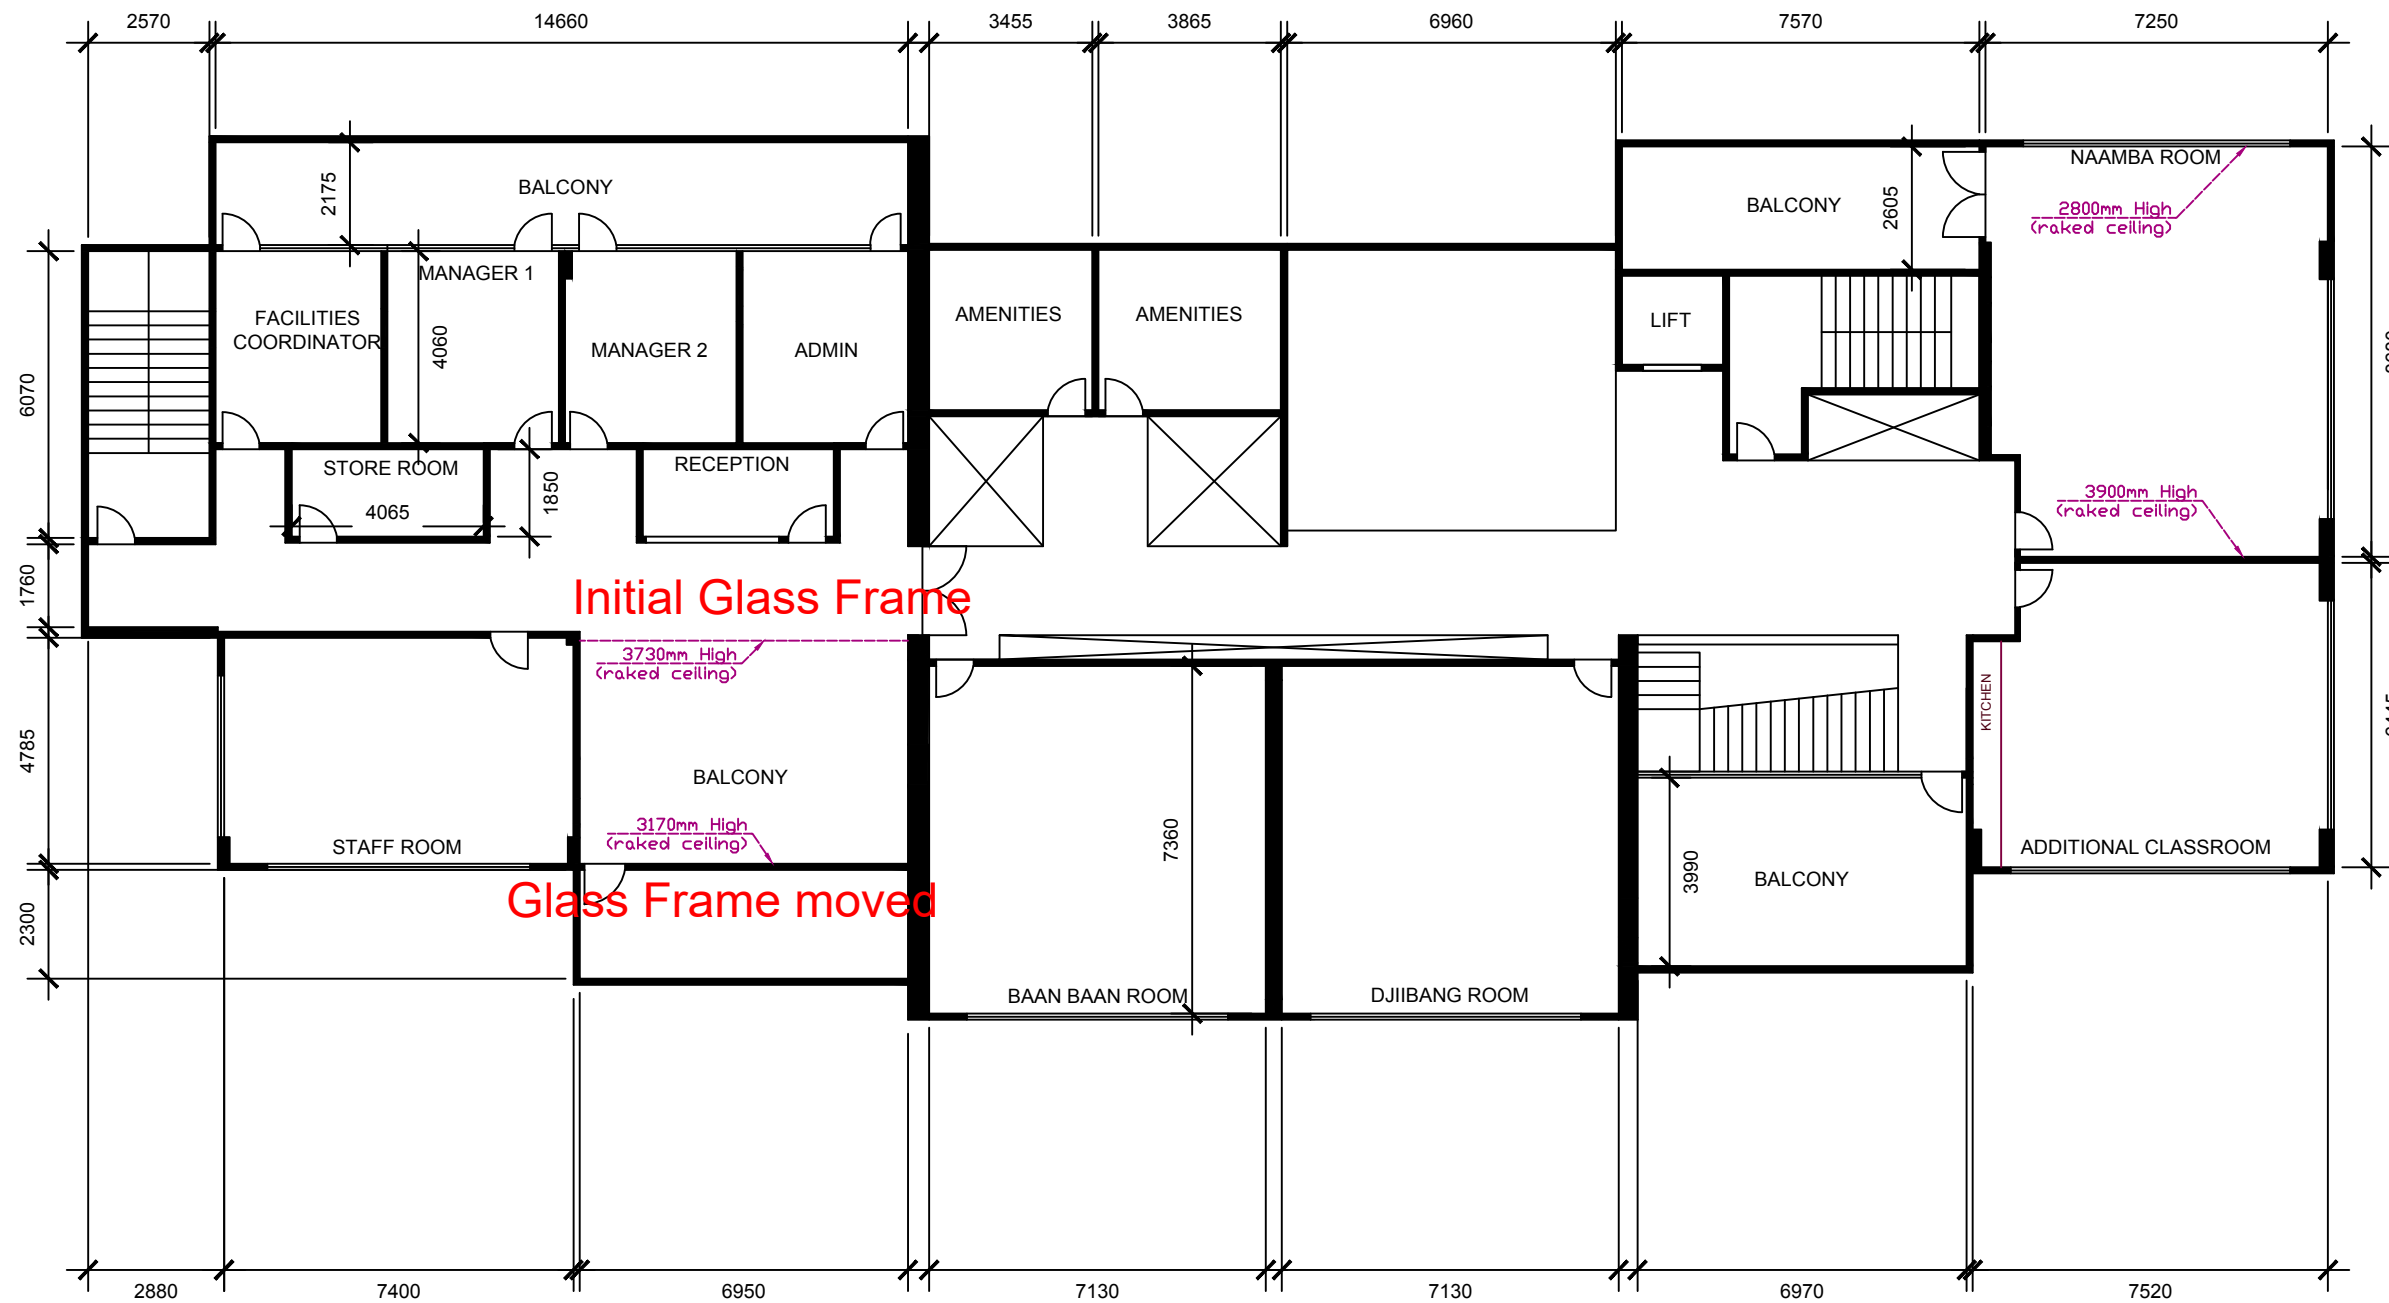 2570
14660
3455
3865
6960
7570
7250
BALCONY
2175
BALCONY
2605
NAAMBA ROOM
2800mm High
(raked ceiling)
MANAGER 1
FACILITIES
COORDINATOR
4060
MANAGER 2
ADMIN
AMENITIES
AMENITIES
LIFT
6070
STORE ROOM
4065
1850
RECEPTION
3900mm High
(raked ceiling)
1760
Initial Glass Frame
3730mm High
(raked ceiling)
KITCHEN
4785
BALCONY
3170mm High
(raked ceiling)
STAFF ROOM
7360
3990
BALCONY
ADDITIONAL CLASSROOM
2300
Glass Frame moved
BAAN BAAN ROOM
DJIIBANG ROOM
2880
7400
6950
7130
7130
6970
7520